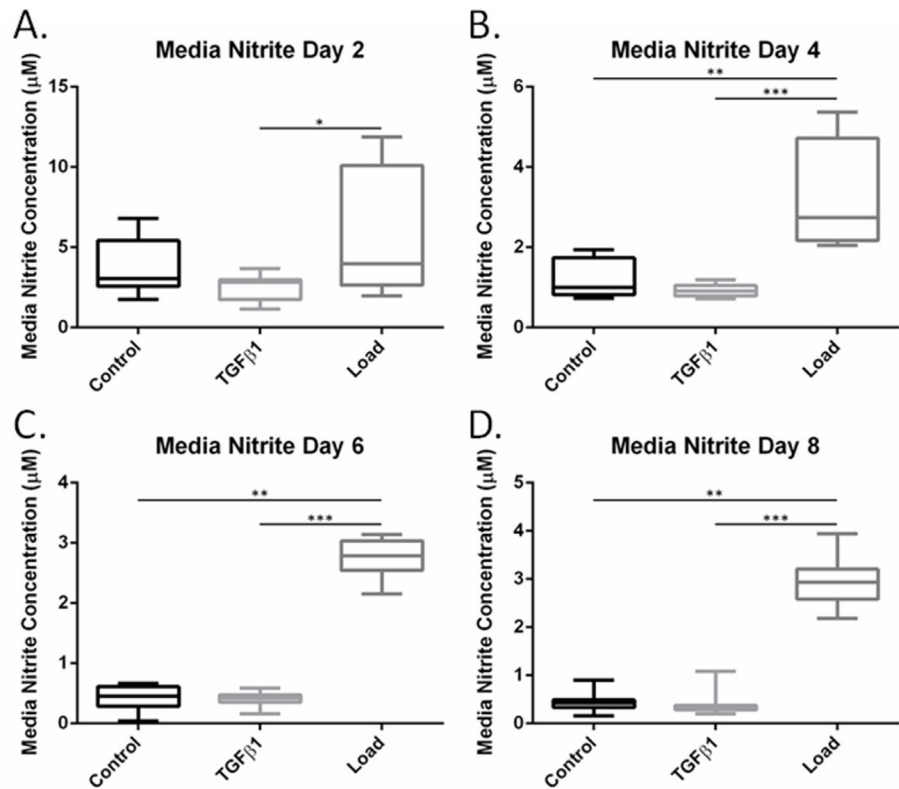 A.
Media Nitrite Day 2
Media Nitrite Concentration (μM)
15
10
5
0
*
Control
TGFβ1
Load
B.
Media Nitrite Day 4
Media Nitrite Concentration (μM)
6
4
2
0
**
***
Control
TGFβ1
Load
C.
Media Nitrite Day 6
Media Nitrite Concentration (μM)
4
3
2
1
0
**
***
Control
TGFβ1
Load
D.
Media Nitrite Day 8
Media Nitrite Concentration (μM)
5
4
3
2
1
0
**
***
Control
TGFβ1
Load